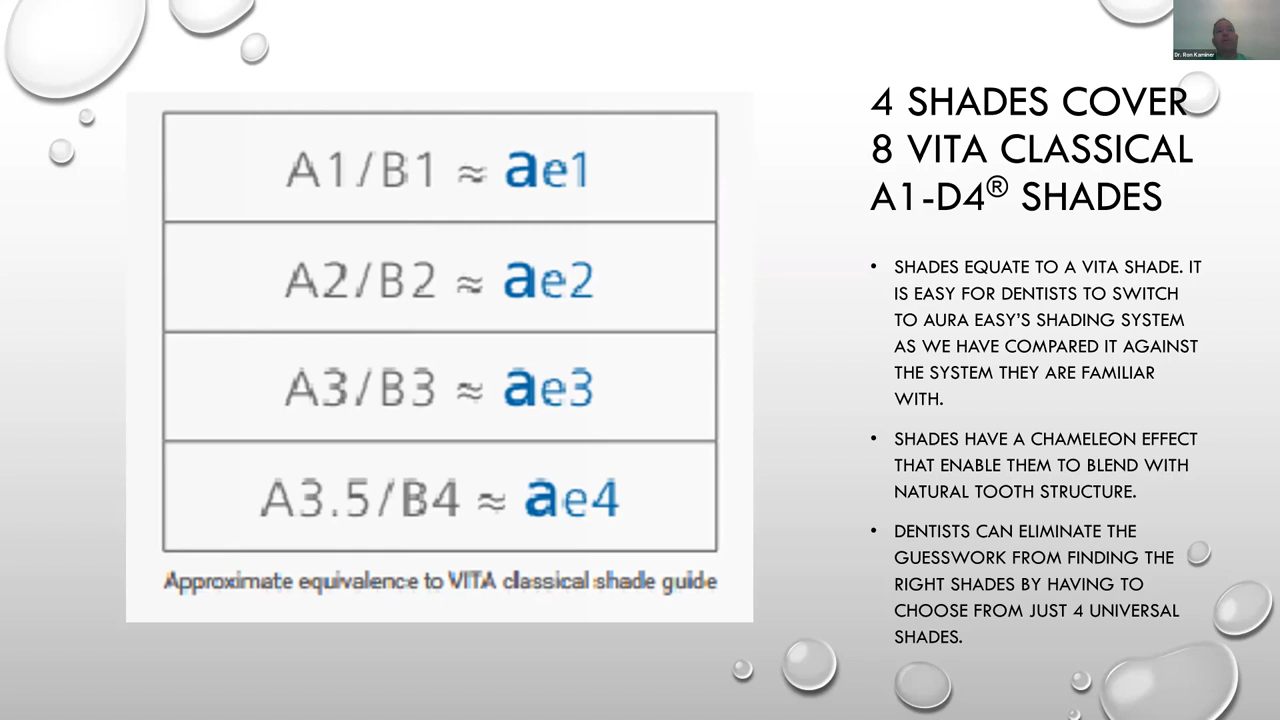 Dr. Ron Kaminer
4 SHADES COVER
8 VITA CLASSICAL
A1-D4® SHADES
A1/B1 ≈ ae1
A2/B2 ≈ ae2
A3/B3 ≈ ae3
A3.5/B4 ≈ ae4
Approximate equivalence to VITA classical shade guide
• SHADES EQUATE TO A VITA SHADE. IT
IS EASY FOR DENTISTS TO SWITCH
TO AURA EASY’S SHADING SYSTEM
AS WE HAVE COMPARED IT AGAINST
THE SYSTEM THEY ARE FAMILIAR
WITH.
• SHADES HAVE A CHAMELEON EFFECT
THAT ENABLE THEM TO BLEND WITH
NATURAL TOOTH STRUCTURE.
• DENTISTS CAN ELIMINATE THE
GUESSWORK FROM FINDING THE
RIGHT SHADES BY HAVING TO
CHOOSE FROM JUST 4 UNIVERSAL
SHADES.